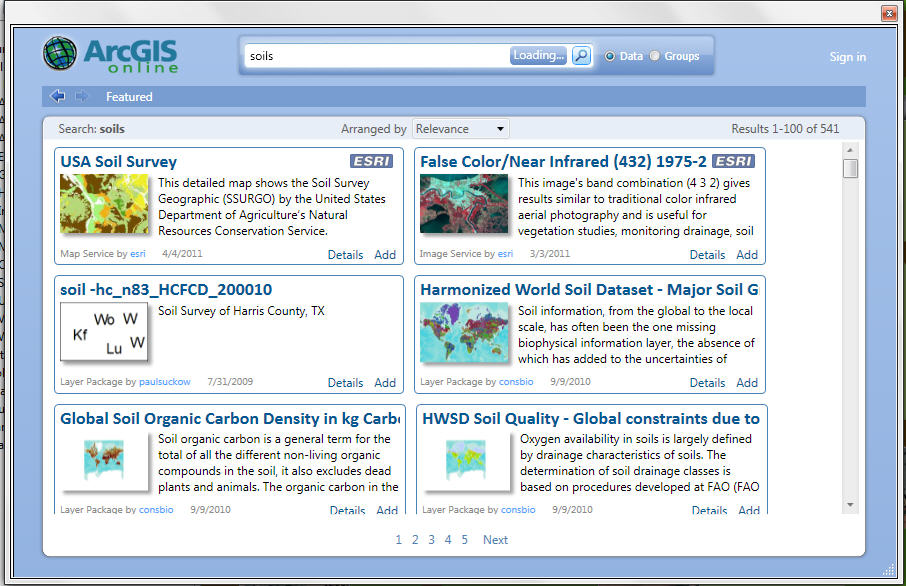 ArcGIS
online
soils
Loading...
Data
Groups
Sign in
Featured
Search: soils
Arranged by
Relevance
Results 1-100 of 541
USA Soil Survey
ESRI
This detailed map shows the Soil Survey
Geographic (SSURGO) by the United States
Department of Agriculture's Natural
Resources Conservation Service.
Map Service by esri 4/4/2011
Details Add
False Color/Near Infrared (432) 1975-2
ESRI
This image's band combination (4 3 2) gives
results similar to traditional color infrared
aerial photography and is useful for
vegetation studies, monitoring drainage, soil
Image Service by esri 3/3/2011
Details Add
soil -hc_n83_HCFCD_200010
Wo W
Kf
Lu W
Soil Survey of Harris County, TX
Layer Package by paulsuckow 7/31/2009
Details Add
Harmonized World Soil Dataset - Major Soil G
Soil information, from the global to the local
scale, has often been the one missing
biophysical information layer, the absence of
which has added to the uncertainties of
Layer Package by consbio 9/9/2010
Details Add
Global Soil Organic Carbon Density in kg Carbo
Soil organic carbon is a general term for the
total of all the different non-living organic
compounds in the soil, it also excludes dead
plants and animals. The organic carbon in the
Layer Package by consbio 9/9/2010
Details Add
HWSD Soil Quality - Global constraints due to
Oxygen availability in soils is largely defined
by drainage characteristics of soils. The
determination of soil drainage classes is
based on procedures developed at FAO (FAO
Layer Package by consbio 9/9/2010
Details Add
1 2 3 4 5 Next